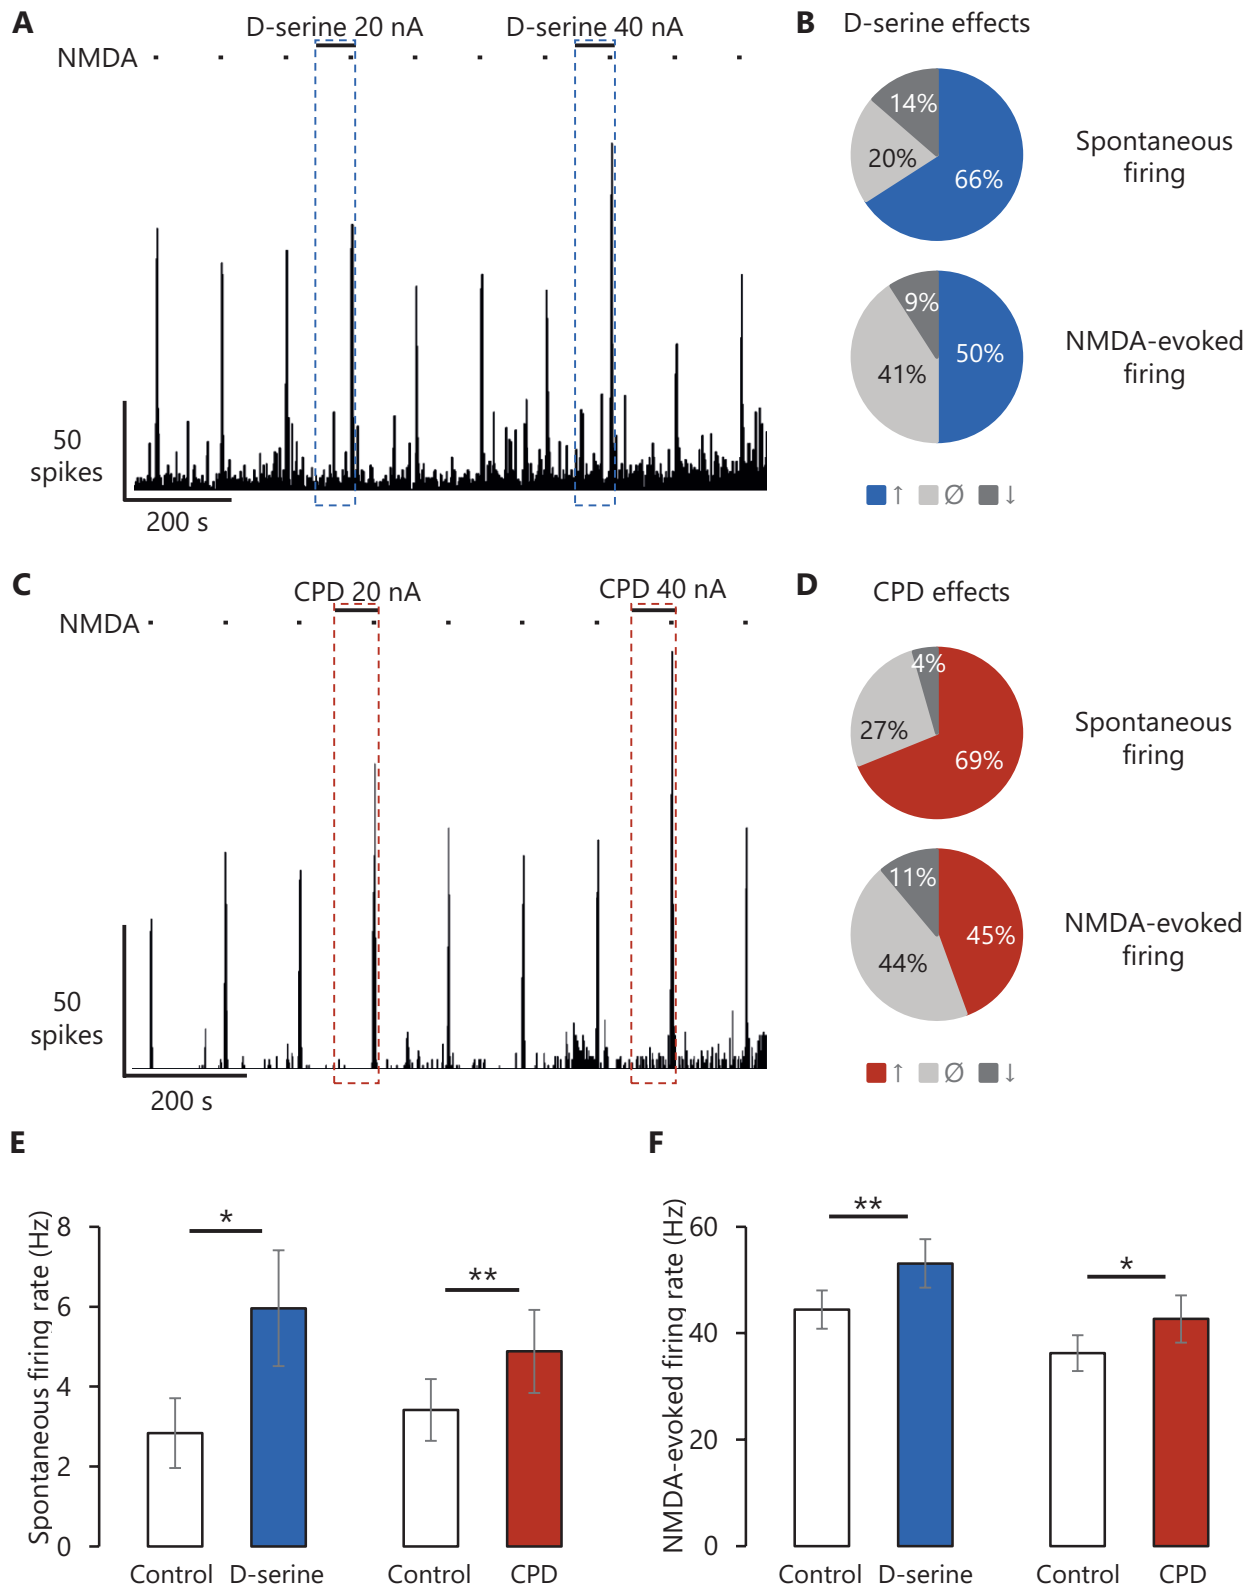 A
D-serine 20 nA
D-serine 40 nA
NMDA
50
spikes
200 s
B
D-serine effects
14%
20%
66%
Spontaneous
firing
9%
50%
41%
NMDA-evoked
firing
↑ Ø ↓
C
CPD 20 nA
CPD 40 nA
NMDA
50
spikes
200 s
D
CPD effects
4%
27%
69%
Spontaneous
firing
11%
45%
44%
NMDA-evoked
firing
↑ Ø ↓
E
Spontaneous firing rate (Hz)
8
6
4
2
0
*
**
Control D-serine Control CPD
F
NMDA-evoked firing rate (Hz)
60
40
20
0
**
*
Control D-serine Control CPD